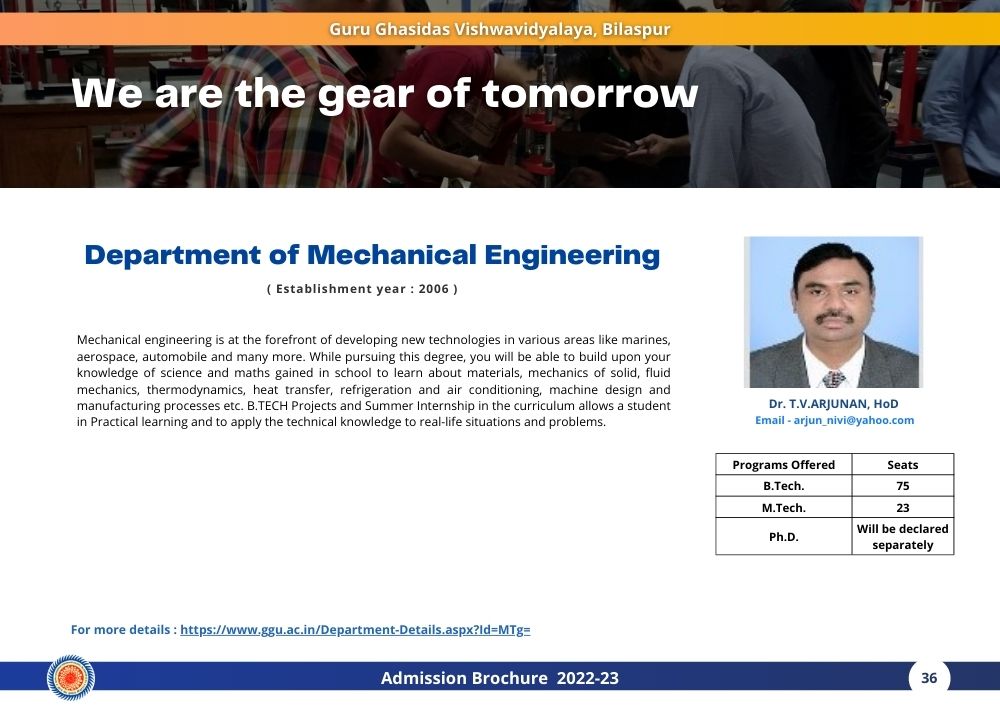 Guru Ghasidas Vishwavidyalaya, Bilaspur
We are the gear of tomorrow
Department of Mechanical Engineering
( Establishment year : 2006 )
Mechanical engineering is at the forefront of developing new technologies in various areas like marines,
aerospace, automobile and many more. While pursuing this degree, you will be able to build upon your
knowledge of science and maths gained in school to learn about materials, mechanics of solid, fluid
mechanics, thermodynamics, heat transfer, refrigeration and air conditioning, machine design and
manufacturing processes etc. B.TECH Projects and Summer Internship in the curriculum allows a student
in Practical learning and to apply the technical knowledge to real-life situations and problems.
Dr. T.V.ARJUNAN, HoD
Email - arjun_nivi@yahoo.com
Programs Offered Seats
B.Tech. 75
M.Tech. 23
Ph.D. Will be declared
separately
For more details : https://www.ggu.ac.in/Department-Details.aspx?Id=MTg=
Admission Brochure 2022-23
36